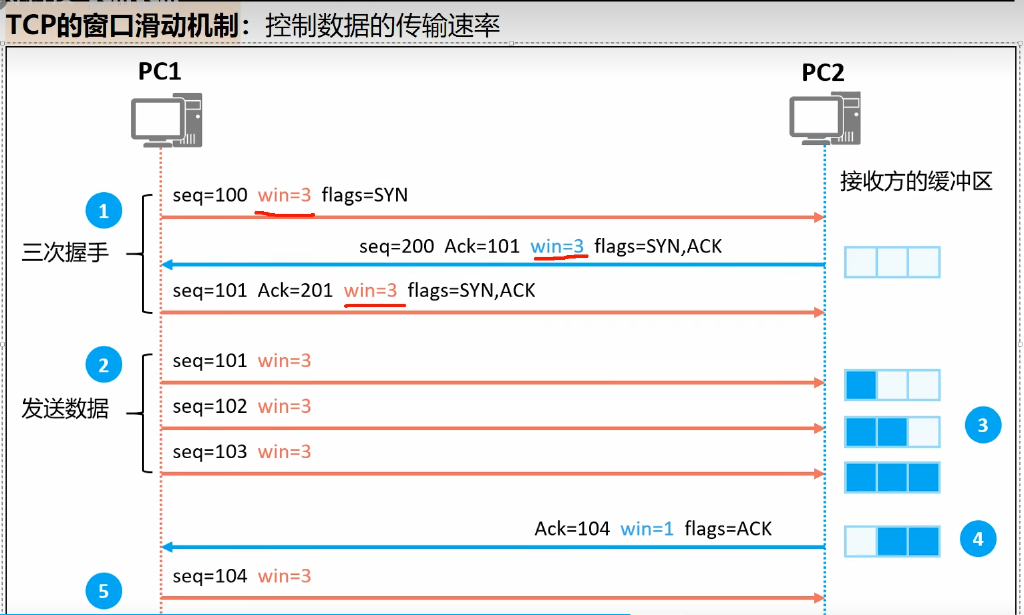 TCP的窗口滑动机制：控制数据的传输速率
PC1
PC2
接收方的缓冲区
1
三次握手
seq=100 win=3 flags=SYN
seq=200 Ack=101 win=3 flags=SYN,ACK
seq=101 Ack=201 win=3 flags=SYN,ACK
2
发送数据
seq=101 win=3
seq=102 win=3
seq=103 win=3
3
Ack=104 win=1 flags=ACK
4
5
seq=104 win=3